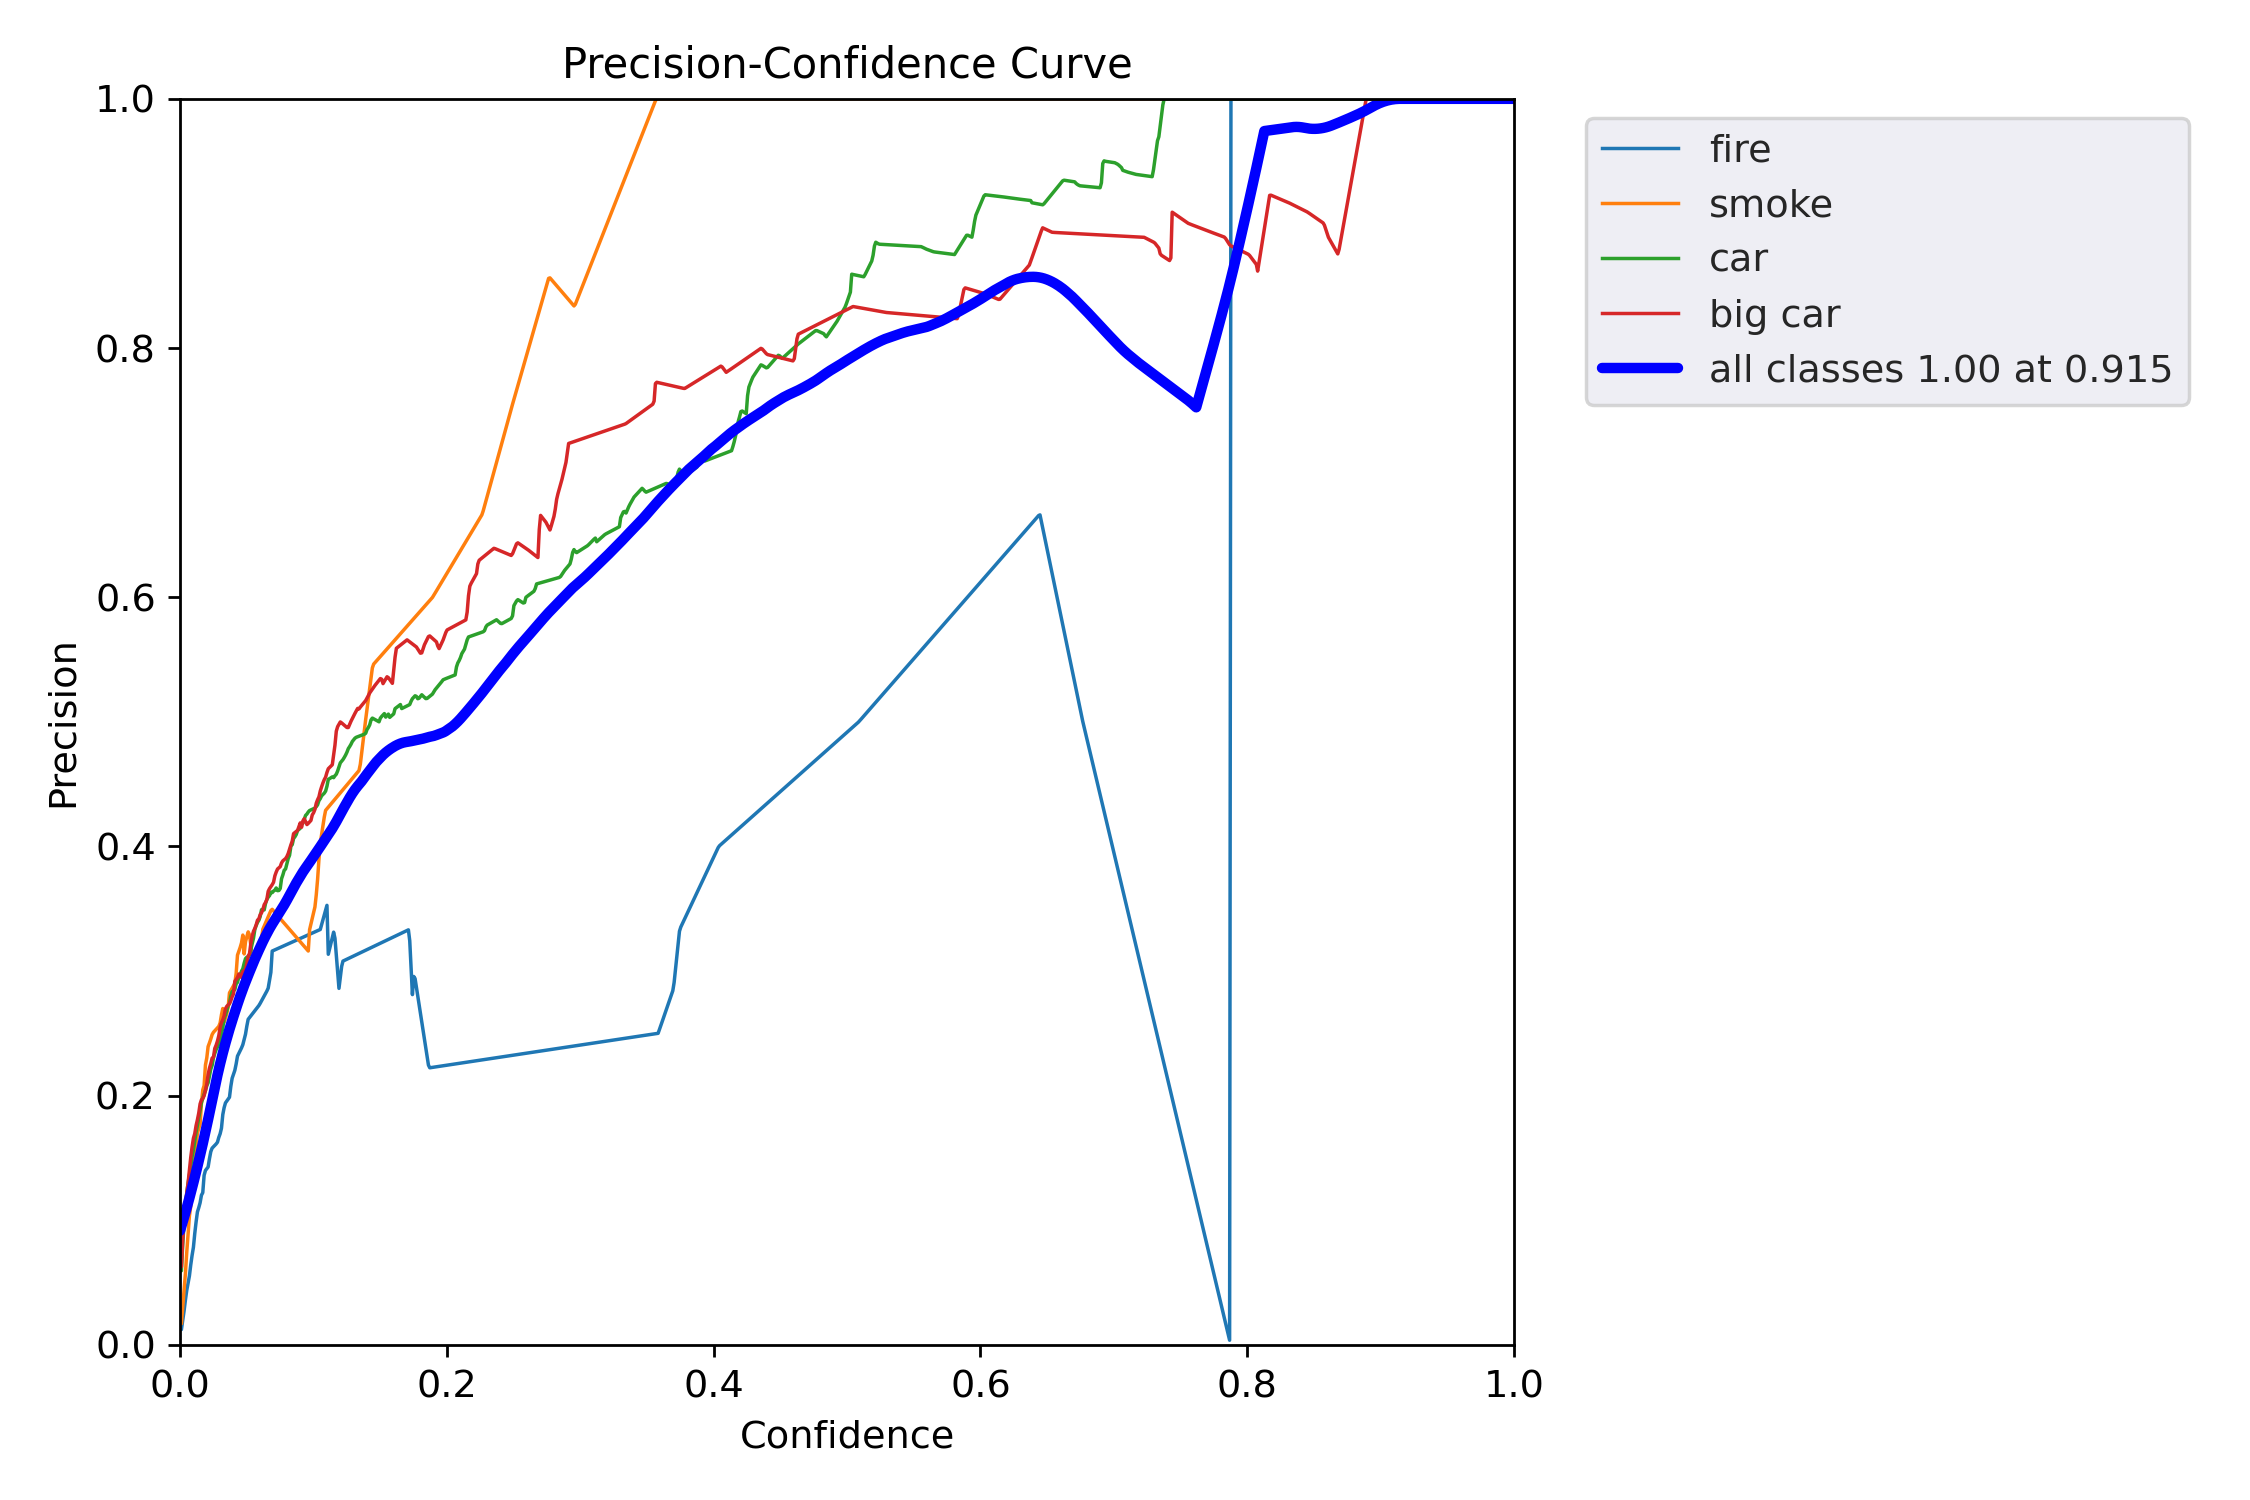 Precision-Confidence Curve
1.0
0.8
0.6
0.4
0.2
0.0
Precision
0.0 0.2 0.4 0.6 0.8 1.0
Confidence
fire
smoke
car
big car
all classes 1.00 at 0.915